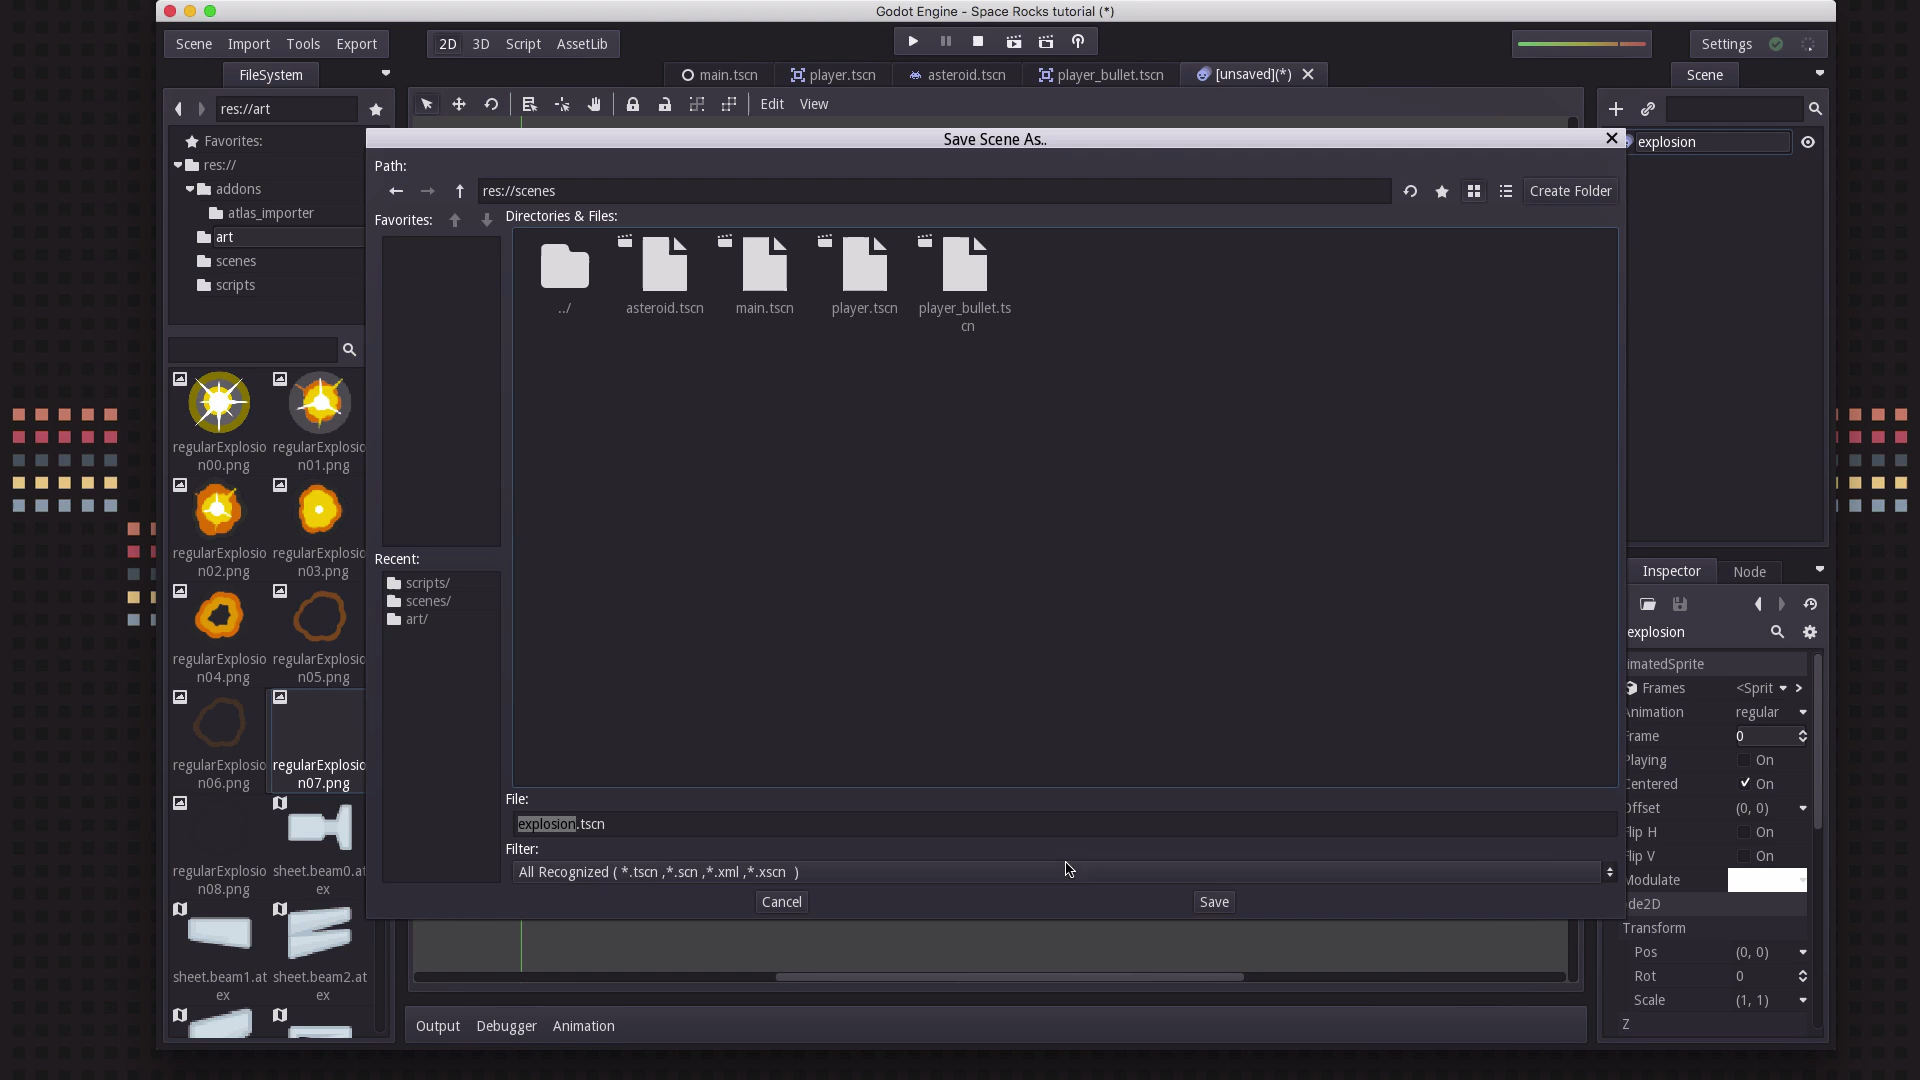 Godot Engine - Space Rocks tutorial (*)
Scene Import Tools Export
2D 3D Script AssetLib
Settings
FileSystem
main.tscn
player.tscn
asteroid.tscn
player_bullet.tscn
[unsaved](*)
Scene
res://art
Edit View
Favorites:
res://
addons
atlas_importer
art
scenes
scripts
regularExplosio
n00.png
regularExplosio
n01.png
regularExplosio
n02.png
regularExplosio
n03.png
regularExplosio
n04.png
regularExplosio
n05.png
regularExplosio
n06.png
regularExplosio
n07.png
regularExplosio
n08.png
sheet.beam0.at
ex
sheet.beam1.at
ex
sheet.beam2.at
ex
Save Scene As..
Path:
res://scenes
Create Folder
Favorites:
Directories & Files:
../
asteroid.tscn
main.tscn
player.tscn
player_bullet.ts
cn
Recent:
scripts/
scenes/
art/
File:
explosion.tscn
Filter:
All Recognized ( *.tscn ,*.scn ,*.xml ,*.xscn )
Cancel
Save
explosion
Inspector
Node
explosion
imatedSprite
Frames <Sprit
Animation regular
Frame 0
Playing On
Centered On
Offset (0, 0)
Flip H On
Flip V On
Modulate
de2D
Transform
Pos (0, 0)
Rot 0
Scale (1, 1)
Z
Output Debugger Animation